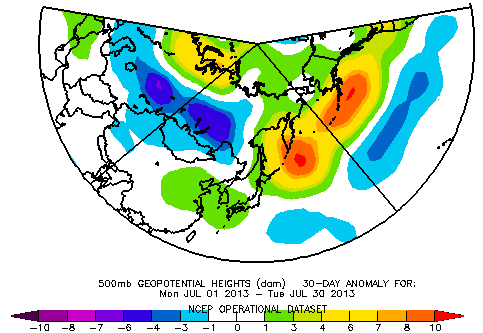 500mb GEOPOTENTIAL HEIGHTS (dam) 30-DAY ANOMALY FOR:
Mon JUL 01 2013 – Tue JUL 30 2013
NCEP OPERATIONAL DATASET
-10 -8 -7 -6 -4 -3 -1 0 1 3 4 6 7 8 10